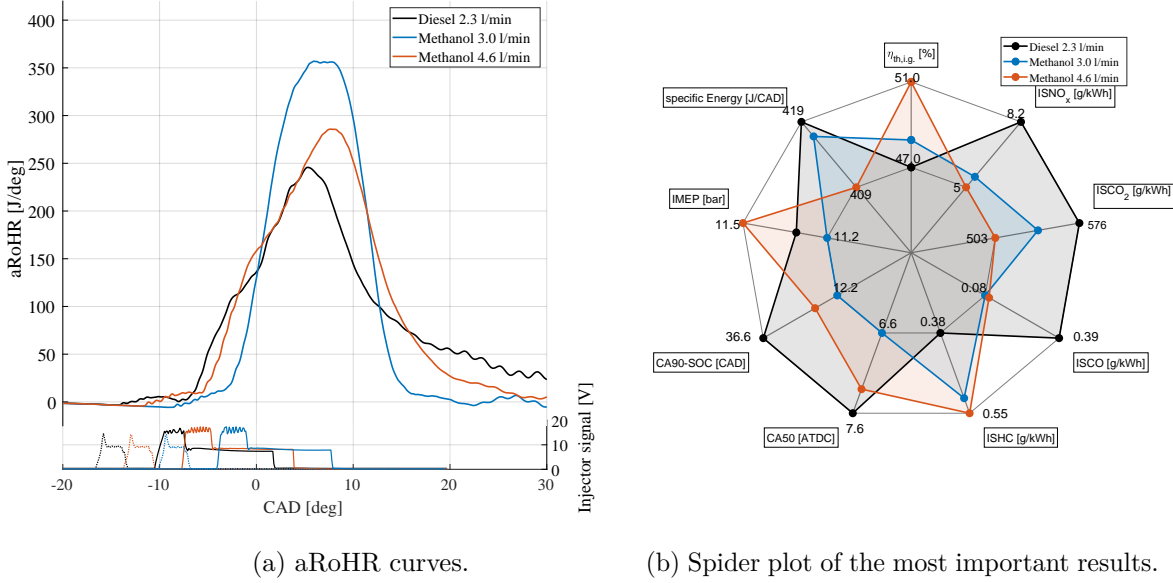 400
350
300
250
200
150
100
50
0
aRoHR [J/deg]
Diesel 2.3 l/min
Methanol 3.0 l/min
Methanol 4.6 l/min
20
10
0
Injector signal [V]
-20
-10
0
10
20
30
CAD [deg]
(a) aRoHR curves.
Diesel 2.3 l/min
Methanol 3.0 l/min
Methanol 4.6 l/min
η_th,i.g. [%]
51.0
47.0
ISNO_x [g/kWh]
8.2
5
ISCO_2 [g/kWh]
576
503
ISCO [g/kWh]
0.39
0.08
ISHC [g/kWh]
0.55
0.38
CA50 [ATDC]
7.6
6.6
CA90-SOC [CAD]
36.6
12.2
IMEP [bar]
11.5
11.2
specific Energy [J/CAD]
419
409
(b) Spider plot of the most important results.